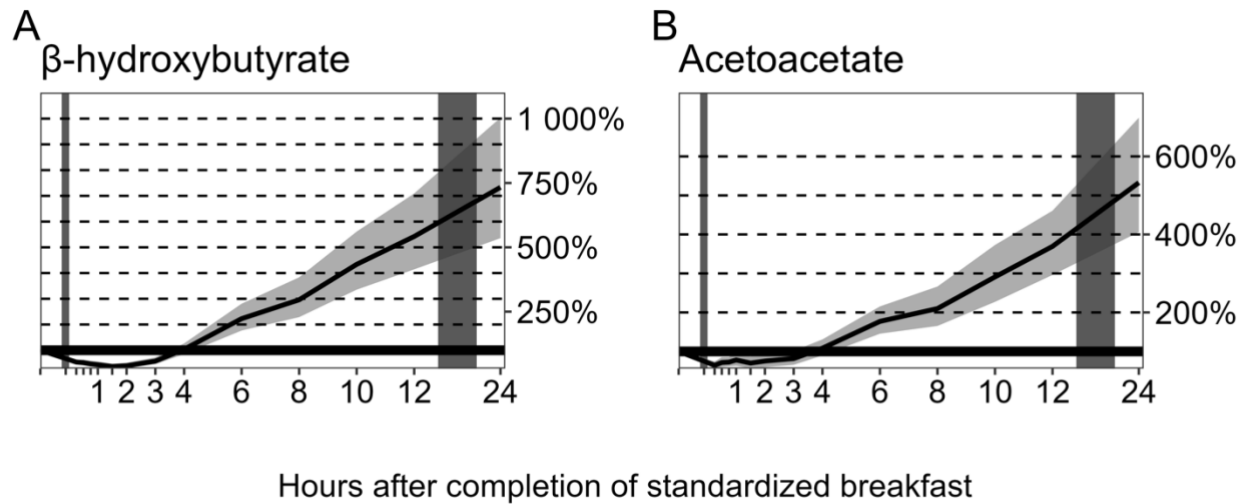 A
β-hydroxybutyrate
1 000%
750%
500%
250%
1 2 3 4 6 8 10 12 24
B
Acetoacetate
600%
400%
200%
1 2 3 4 6 8 10 12 24
Hours after completion of standardized breakfast